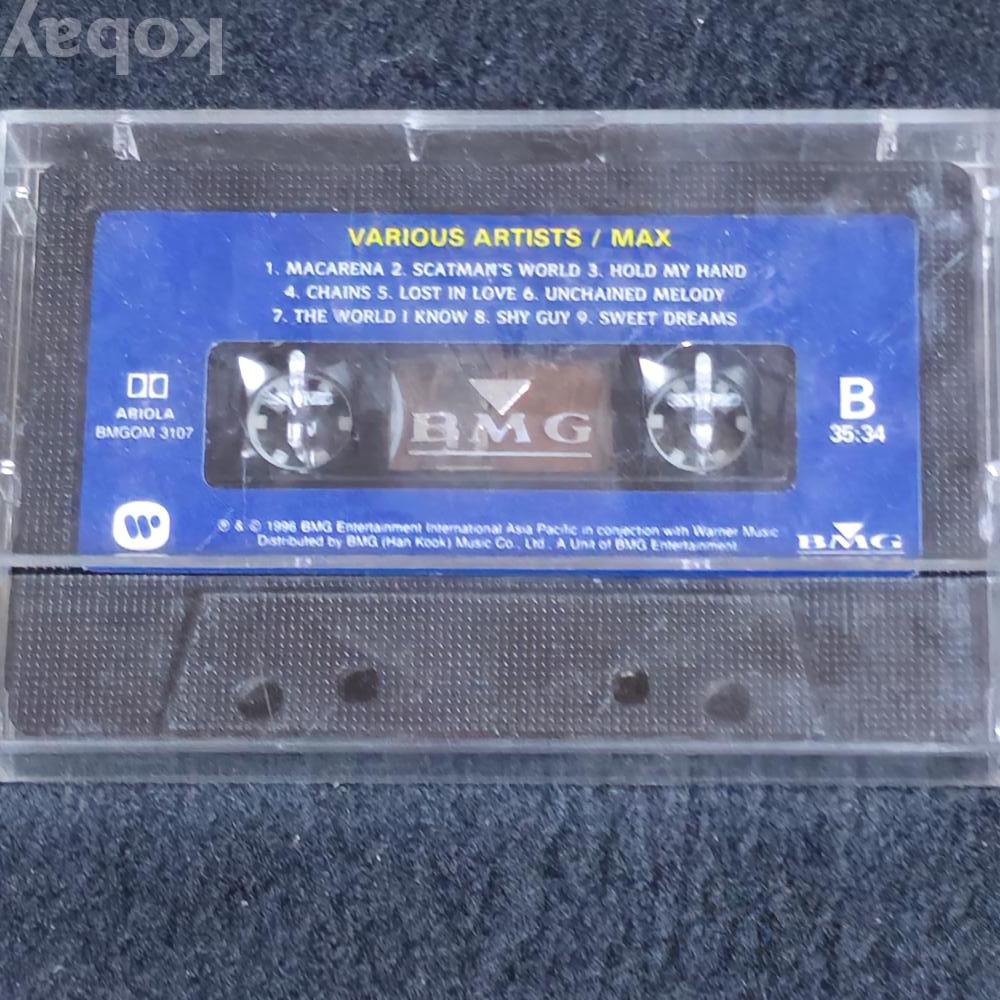 kobay
VARIOUS ARTISTS / MAX
1. MACARENA 2. SCATMAN'S WORLD 3. HOLD MY HAND
4. CHAINS 5. LOST IN LOVE 6. UNCHAINED MELODY
7. THE WORLD I KNOW 8. SHY GUY 9. SWEET DREAMS
ARIOLA
BMGOM 3107
BMG
B
35:34
℗ & © 1996 BMG Entertainment International Asia Pacific in conjection with Warner Music
Distributed by BMG (Han Kook) Music Co., Ltd. A Unit of BMG Entertainment
BMG